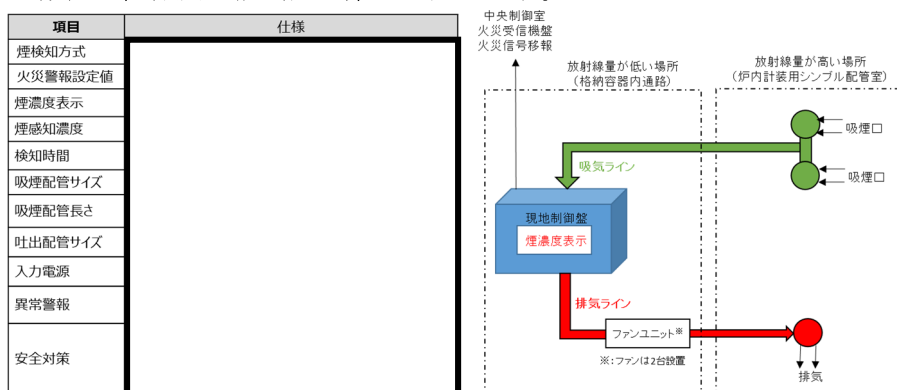 項目 仕様
煙検知方式
火災警報設定値
煙濃度表示
煙感知濃度
検知時間
吸煙配管サイズ
吸煙配管長さ
吐出配管サイズ
入力電源
異常警報
安全対策
中央制御室
火災受信機盤
火災信号移報
放射線量が低い場所
(格納容器内通路)
放射線量が高い場所
(炉内計装用シンブル配管室)
吸煙口
吸煙口
吸気ライン
現地制御盤
煙濃度表示
排気ライン
ファンユニット※
※:ファンは2台設置
排気